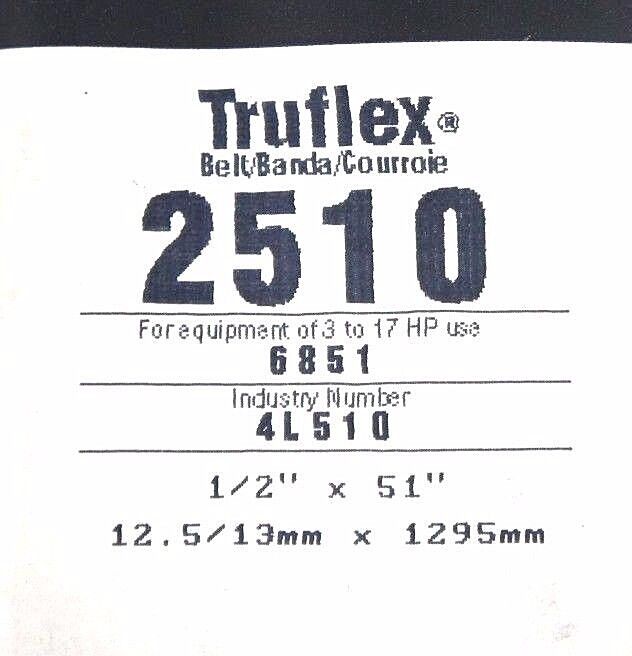 Truflex®
Belt/Banda/Courroie
2510
For equipment of 3 to 17 HP use
6851
Industry Number
4L510
1/2" x 51"
12.5/13mm x 1295mm